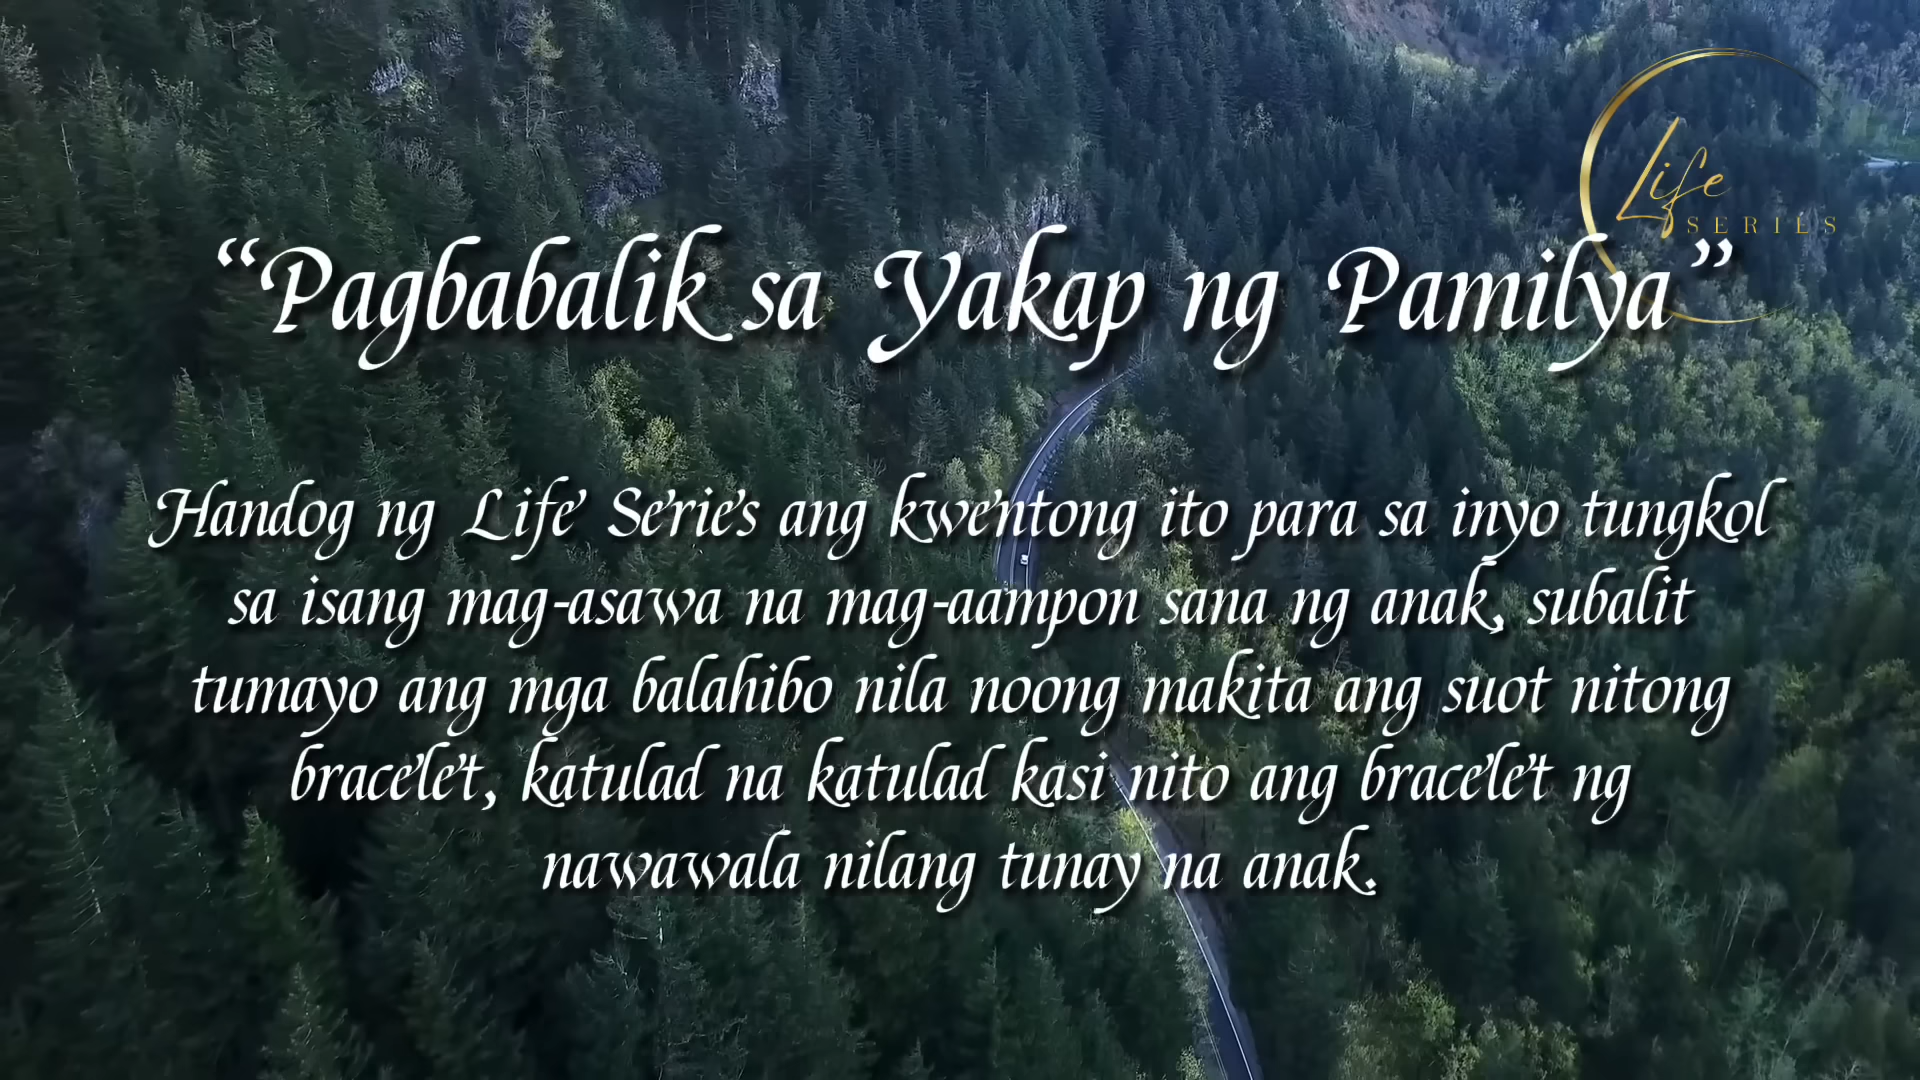 Life
SERIES
“Pagbabalik sa Yakap ng Pamilya”
Handog ng Life Series ang kwentong ito para sa inyo tungkol
sa isang mag-asawa na mag-aampon sana ng anak, subalit
tumayo ang mga balahibo nila noong makita ang suot nitong
bracelet, katulad na katulad kasi nito ang bracelet ng
nawawala nilang tunay na anak.